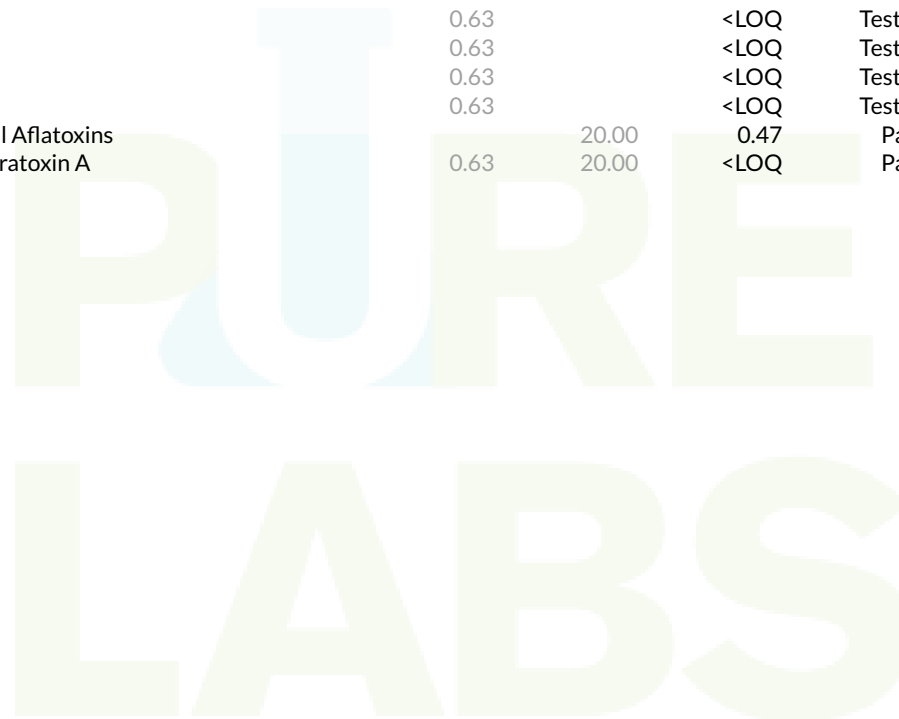 0.63 <LOQ Test
0.63 <LOQ Test
0.63 <LOQ Test
0.63 <LOQ Test
l Aflatoxins 20.00 0.47 Pa
ratoxin A 0.63 20.00 <LOQ Pa
PURE
LABS